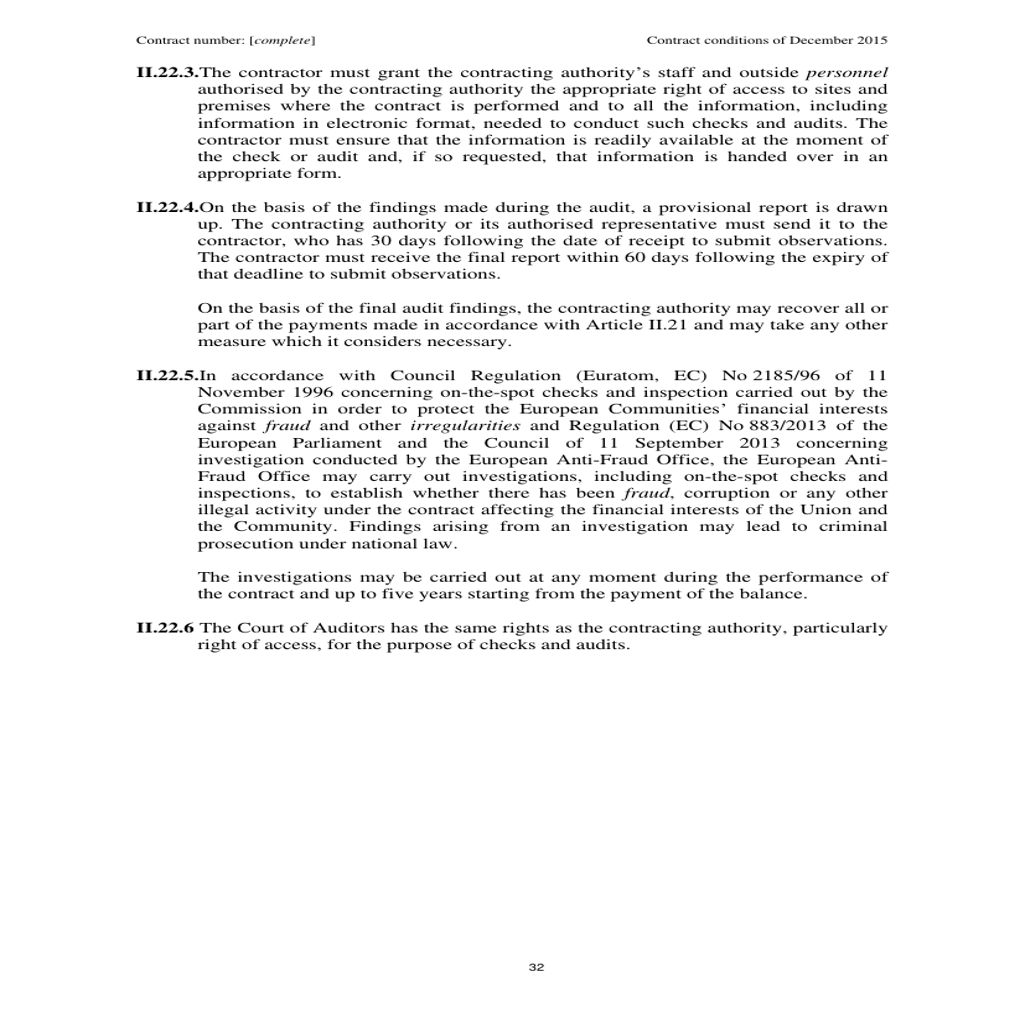 Contract number: [complete] Contract conditions of December 2015
II.22.3.The contractor must grant the contracting authority’s staff and outside personnel
authorised by the contracting authority the appropriate right of access to sites and
premises where the contract is performed and to all the information, including
information in electronic format, needed to conduct such checks and audits. The
contractor must ensure that the information is readily available at the moment of
the check or audit and, if so requested, that information is handed over in an
appropriate form.
II.22.4.On the basis of the findings made during the audit, a provisional report is drawn
up. The contracting authority or its authorised representative must send it to the
contractor, who has 30 days following the date of receipt to submit observations.
The contractor must receive the final report within 60 days following the expiry of
that deadline to submit observations.
On the basis of the final audit findings, the contracting authority may recover all or
part of the payments made in accordance with Article II.21 and may take any other
measure which it considers necessary.
II.22.5.In accordance with Council Regulation (Euratom, EC) No 2185/96 of 11
November 1996 concerning on-the-spot checks and inspection carried out by the
Commission in order to protect the European Communities’ financial interests
against fraud and other irregularities and Regulation (EC) No 883/2013 of the
European Parliament and the Council of 11 September 2013 concerning
investigation conducted by the European Anti-Fraud Office, the European Anti-
Fraud Office may carry out investigations, including on-the-spot checks and
inspections, to establish whether there has been fraud, corruption or any other
illegal activity under the contract affecting the financial interests of the Union and
the Community. Findings arising from an investigation may lead to criminal
prosecution under national law.
The investigations may be carried out at any moment during the performance of
the contract and up to five years starting from the payment of the balance.
II.22.6 The Court of Auditors has the same rights as the contracting authority, particularly
right of access, for the purpose of checks and audits.
32